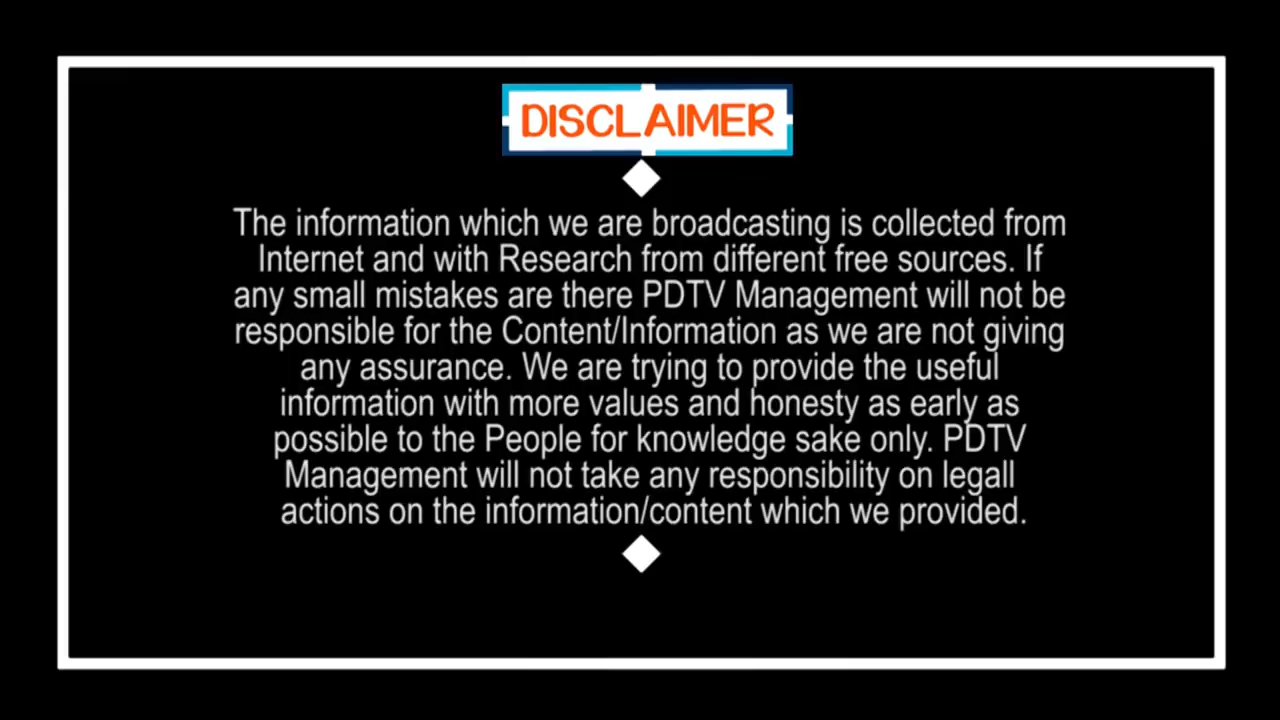 DISCLAIMER
The information which we are broadcasting is collected from
Internet and with Research from different free sources. If
any small mistakes are there PDTV Management will not be
responsible for the Content/Information as we are not giving
any assurance. We are trying to provide the useful
information with more values and honesty as early as
possible to the People for knowledge sake only. PDTV
Management will not take any responsibility on legall
actions on the information/content which we provided.